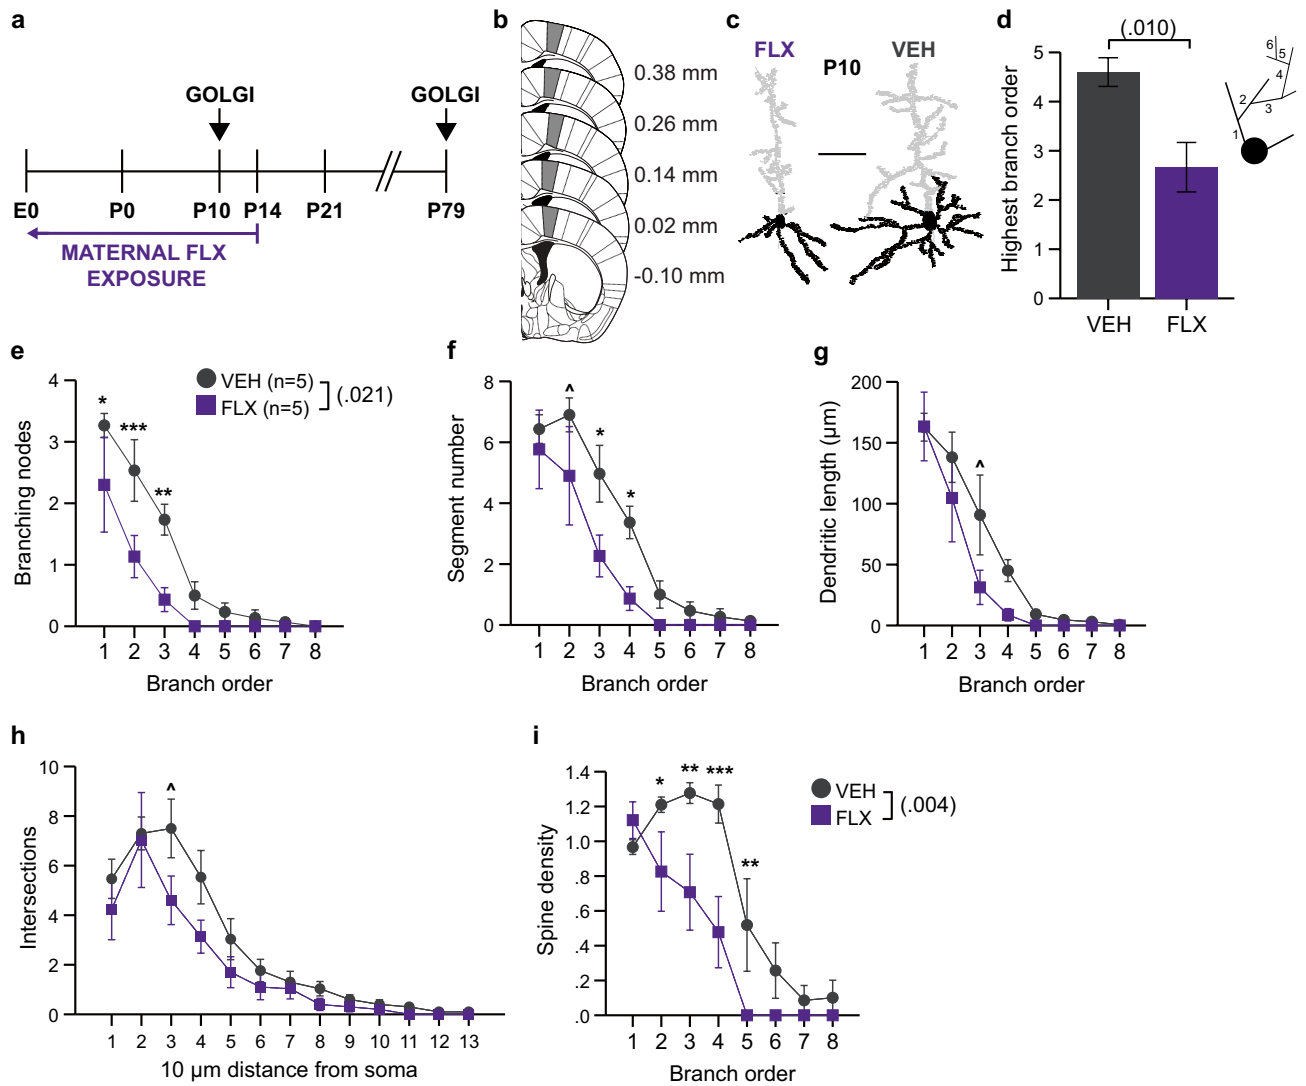 a
GOLGI
GOLGI
E0
P0
P10
P14
P21
P79
MATERNAL FLX
EXPOSURE
b
0.38 mm
0.26 mm
0.14 mm
0.02 mm
-0.10 mm
c
FLX
P10
VEH
d
(.010)
Highest branch order
5
4
3
2
1
0
VEH
FLX
1
2
3
4
5
6
e
VEH (n=5)
FLX (n=5)
(.021)
Branching nodes
4
3
2
1
0
*
***
**
1 2 3 4 5 6 7 8
Branch order
f
Segment number
8
6
4
2
0
^
*
*
1 2 3 4 5 6 7 8
Branch order
g
Dendritic length (µm)
200
150
100
50
0
^
1 2 3 4 5 6 7 8
Branch order
h
Intersections
10
8
6
4
2
0
^
1 2 3 4 5 6 7 8 9 10 11 12 13
10 µm distance from soma
i
VEH
FLX
(.004)
Spine density
1.4
1.2
1.0
.8
.6
.4
.2
.0
*
**
***
**
1 2 3 4 5 6 7 8
Branch order